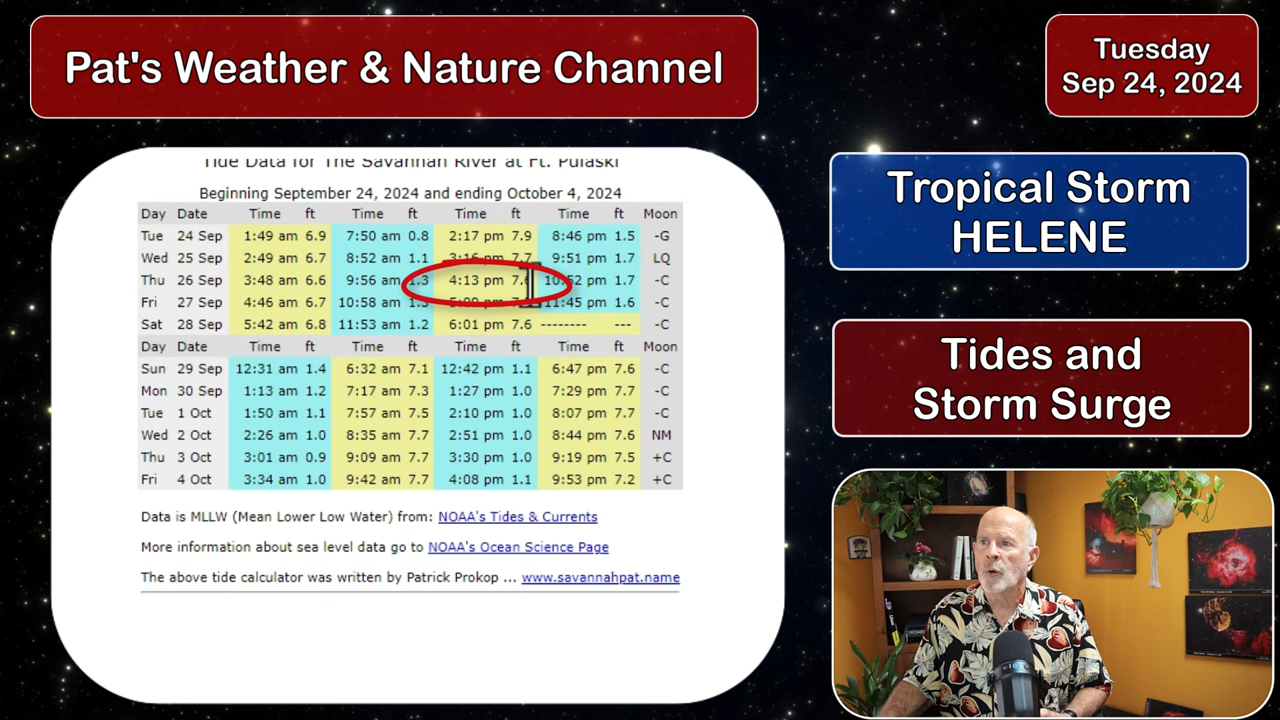 Pat's Weather & Nature Channel
Tuesday
Sep 24, 2024
Tide Data for The Savannah River at Ft. Pulaski
Beginning September 24, 2024 and ending October 4, 2024
Day Date Time ft Time ft Time ft Time ft Moon
Tue 24 Sep 1:49 am 6.9 7:50 am 0.8 2:17 pm 7.9 8:46 pm 1.5 -G
Wed 25 Sep 2:49 am 6.7 8:52 am 1.1 3:16 pm 7.7 9:51 pm 1.7 LQ
Thu 26 Sep 3:48 am 6.6 9:56 am 1.3 4:13 pm 10:52 pm 1.7 -C
Fri 27 Sep 4:46 am 6.7 10:58 am 1.3 pm 11:45 pm 1.6 -C
Sat 28 Sep 5:42 am 6.8 11:53 am 1.2 6:01 pm 7.6 -------- --- -C
Day Date Time ft Time ft Time ft Time ft Moon
Sun 29 Sep 12:31 am 1.4 6:32 am 7.1 12:42 pm 1.1 6:47 pm 7.6 -C
Mon 30 Sep 1:13 am 1.2 7:17 am 7.3 1:27 pm 1.0 7:29 pm 7.7 -C
Tue 1 Oct 1:50 am 1.1 7:57 am 7.5 2:10 pm 1.0 8:07 pm 7.7 -C
Wed 2 Oct 2:26 am 1.0 8:35 am 7.7 2:51 pm 1.0 8:44 pm 7.6 NM
Thu 3 Oct 3:01 am 0.9 9:09 am 7.7 3:30 pm 1.0 9:19 pm 7.5 +C
Fri 4 Oct 3:34 am 1.0 9:42 am 7.7 4:08 pm 1.1 9:53 pm 7.2 +C
Data is MLLW (Mean Lower Low Water) from: NOAA's Tides & Currents
More information about sea level data go to NOAA's Ocean Science Page
The above tide calculator was written by Patrick Prokop ... www.savannahpat.name
Tropical Storm
HELENE
Tides and
Storm Surge